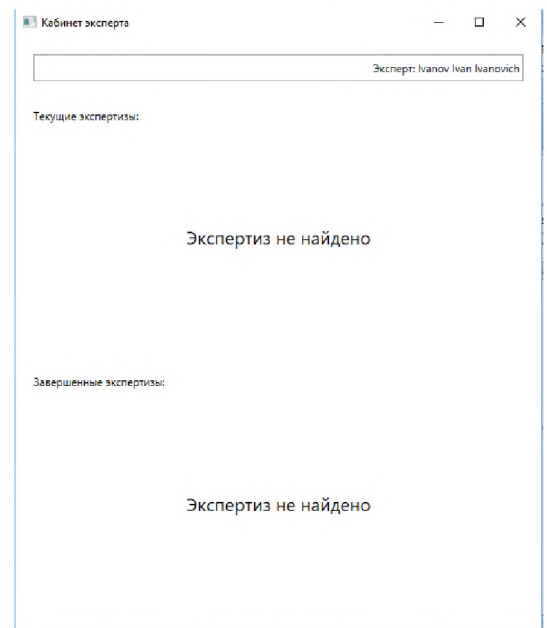 Кабинет эксперта
Эксперт: Ivanov Ivan Ivanovich
Текущие экспертизы:
Экспертиз не найдено
Завершенные экспертизы:
Экспертиз не найдено